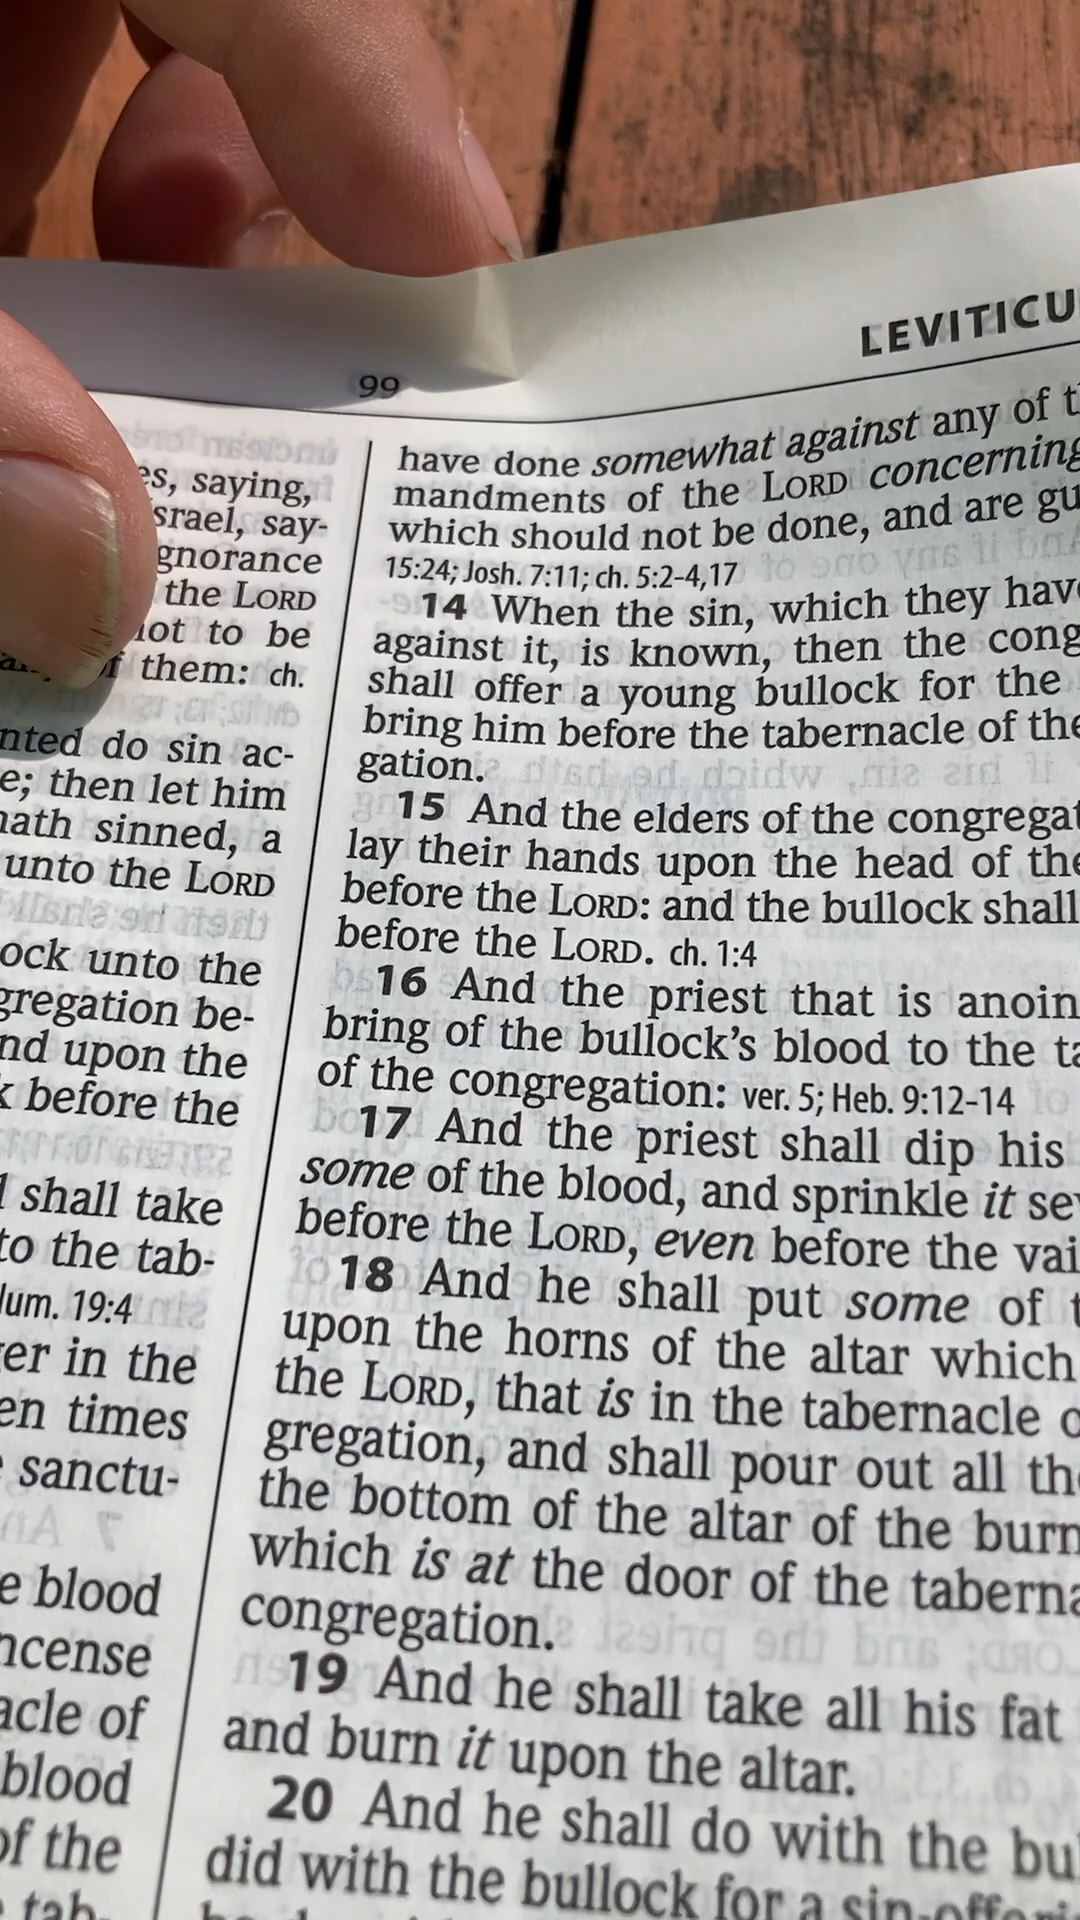 99
LEVITICU
es, saying,
srael, say-
gnorance
the LORD
not to be
of them: ch.
nted do sin ac-
e; then let him
hath sinned, a
unto the LORD
ock unto the
gregation be-
nd upon the
k before the
l shall take
to the tab-
Num. 19:4
er in the
en times
sanctu-
e blood
ncense
acle of
blood
of the
tab-
have done somewhat against any of
mandments of the LORD concerning
which should not be done, and are gu
15:24; Josh. 7:11; ch. 5:2-4,17
14 When the sin, which they have
against it, is known, then the cong
shall offer a young bullock for the
bring him before the tabernacle of the
gation.
15 And the elders of the congregat
lay their hands upon the head of the
before the LORD: and the bullock shall
before the LORD. ch. 1:4
16 And the priest that is anoin
bring of the bullock's blood to the ta
of the congregation: ver. 5; Heb. 9:12-14
17 And the priest shall dip his
some of the blood, and sprinkle it sev
before the LORD, even before the vai
18 And he shall put some of t
upon the horns of the altar which
the LORD, that is in the tabernacle o
gregation, and shall pour out all the
the bottom of the altar of the burn
which is at the door of the taberna
congregation.
19 And he shall take all his fat
and burn it upon the altar.
20 And he shall do with the bul
did with the bullock for a sin-offeri